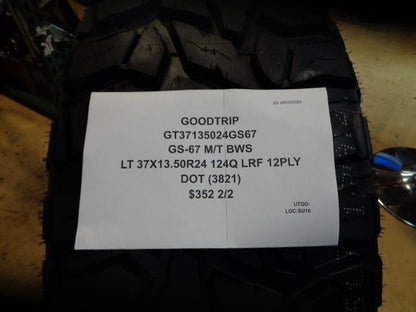 GOODTRIP
GT37135024GS67
GS-67 M/T BWS
LT 37X13.50R24 124Q LRF 12PLY
DOT (3821)
$352 2/2
UTQG:
LOC:SU16